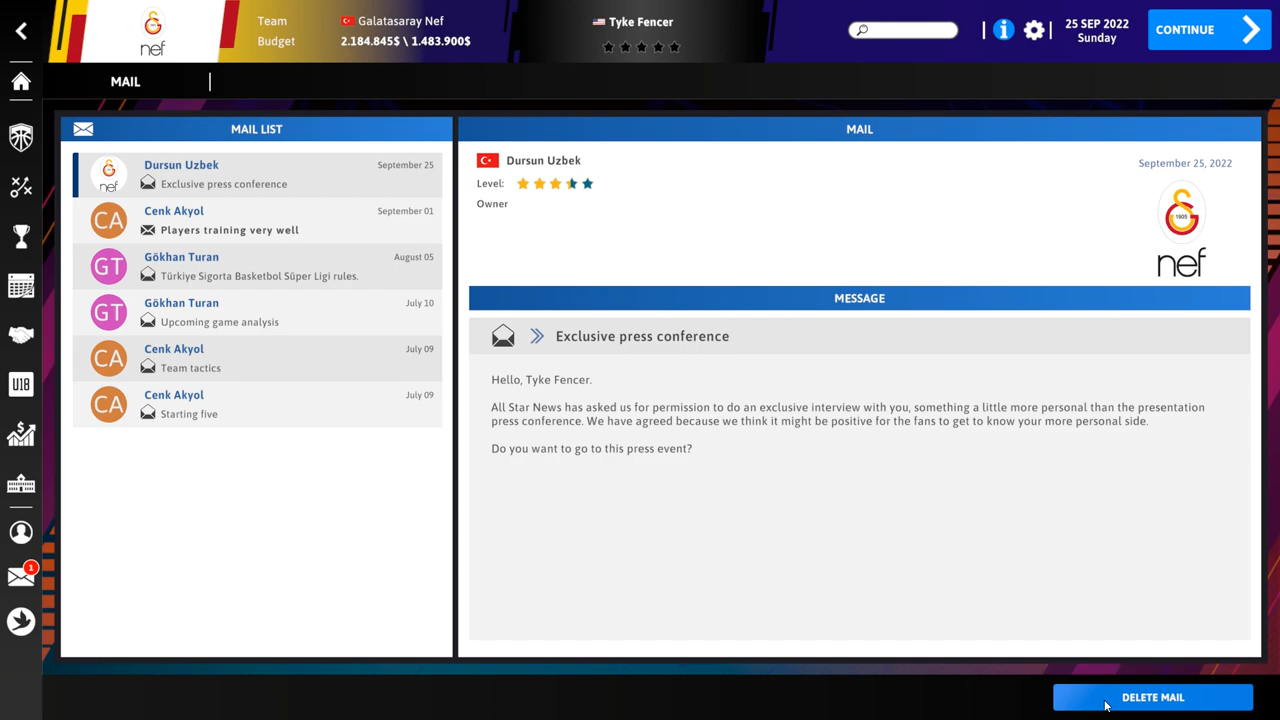 nef
Team
Galatasaray Nef
Budget
2.184.845$ \ 1.483.900$
Tyke Fencer
25 SEP 2022
Sunday
CONTINUE
MAIL
MAIL LIST
Dursun Uzbek
September 25
nef
Exclusive press conference
CA
Cenk Akyol
September 01
Players training very well
GT
Gökhan Turan
August 05
Türkiye Sigorta Basketbol Süper Ligi rules.
GT
Gökhan Turan
July 10
Upcoming game analysis
CA
Cenk Akyol
July 09
Team tactics
CA
Cenk Akyol
July 09
Starting five
U18
1
MAIL
Dursun Uzbek
September 25, 2022
Level:
Owner
1905
nef
MESSAGE
Exclusive press conference
Hello, Tyke Fencer.
All Star News has asked us for permission to do an exclusive interview with you, something a little more personal than the presentation
press conference. We have agreed because we think it might be positive for the fans to get to know your more personal side.
Do you want to go to this press event?
DELETE MAIL